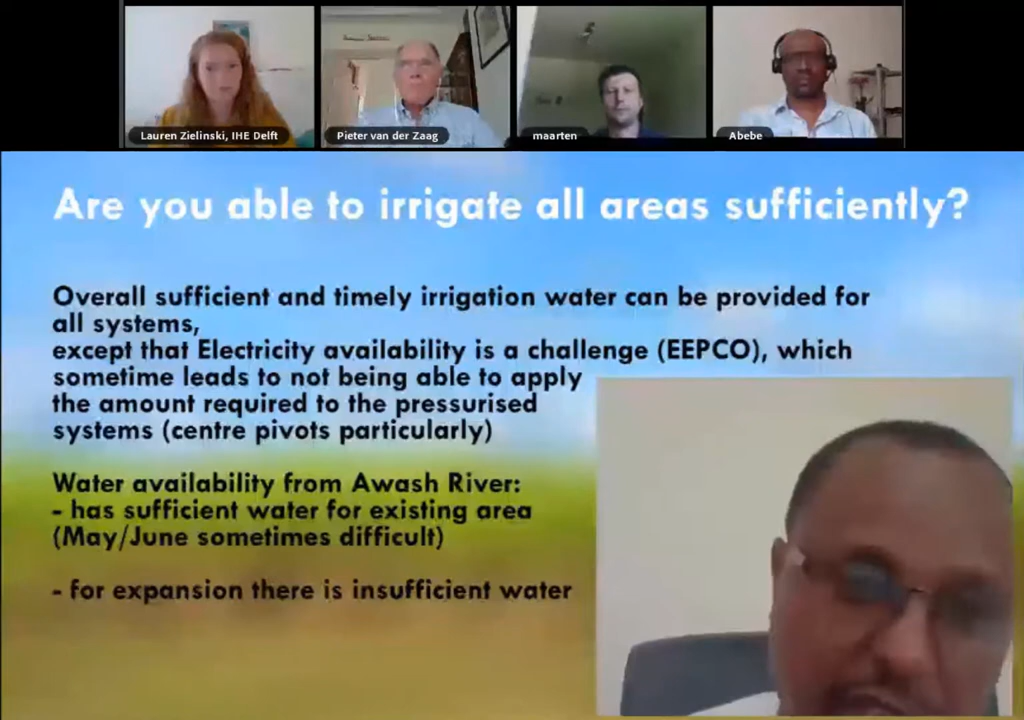 Lauren Zielinski, IHE Delft
Pieter van der Zaag
maarten
Abebe
Are you able to irrigate all areas sufficiently?
Overall sufficient and timely irrigation water can be provided for
all systems,
except that Electricity availability is a challenge (EEPCO), which
sometime leads to not being able to apply
the amount required to the pressurised
systems (centre pivots particularly)
Water availability from Awash River:
- has sufficient water for existing area
(May/June sometimes difficult)
- for expansion there is insufficient water